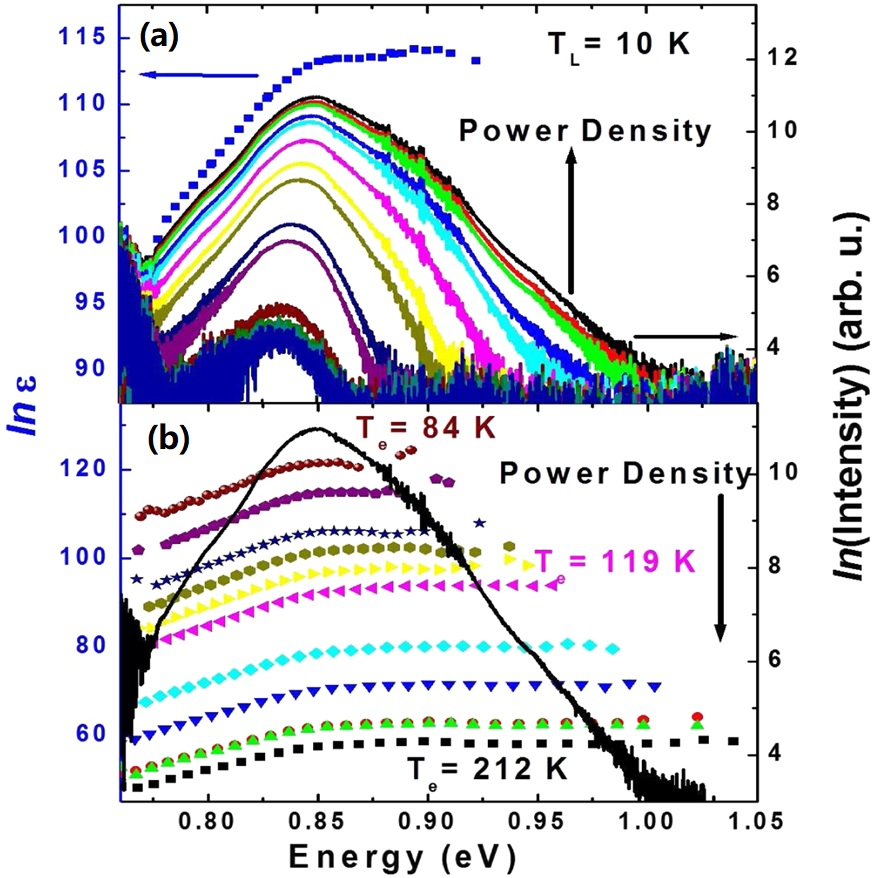 (a)
T_L = 10 K
Power Density
115
110
105
100
95
90
12
10
8
6
4
ln ε
ln(Intensity) (arb. u.)
(b)
T_e = 84 K
Power Density
T_e = 119 K
T_e = 212 K
120
100
80
60
10
8
6
4
0.80 0.85 0.90 0.95 1.00 1.05
Energy (eV)